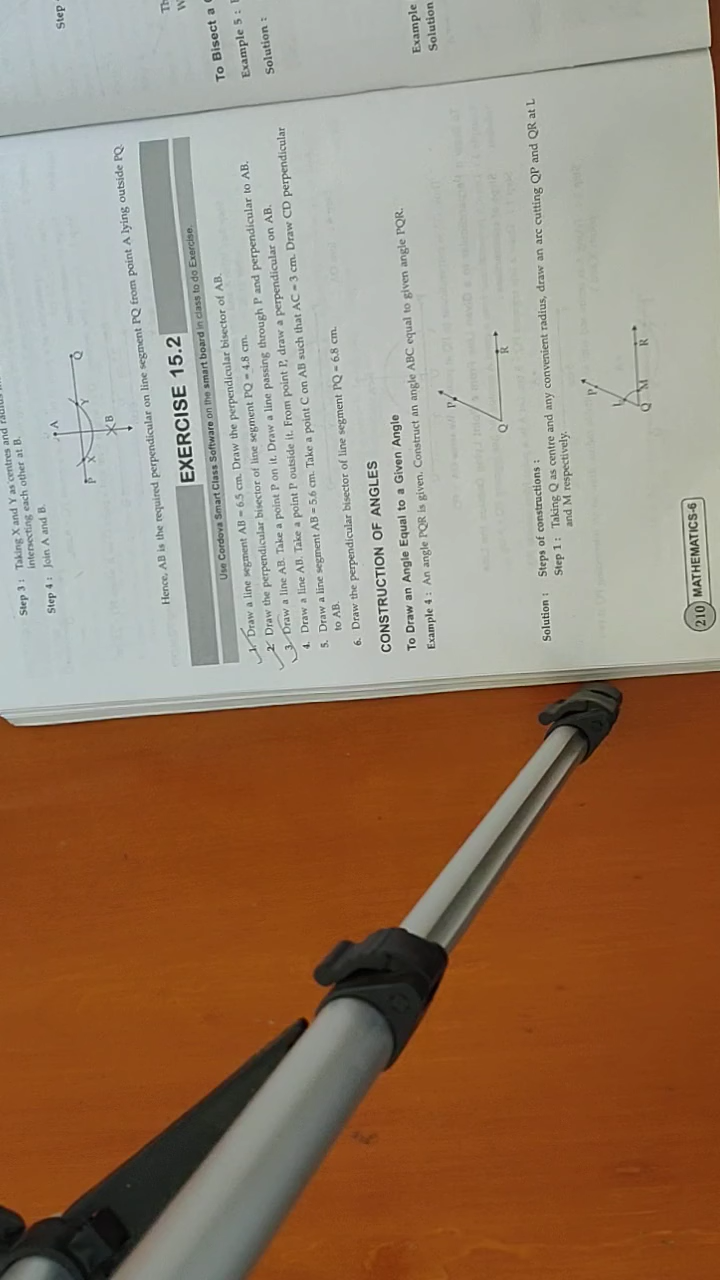 Step 3 : Taking X and Y as centres and radius
intersecting each other at B.
Step 4 : Join A and B.
A
P X Y Q
B
Hence, AB is the required perpendicular on line segment PQ from point A lying outside PQ.
EXERCISE 15.2
Use Cordova Smart Class Software on the smart board in class to do Exercise.
1. Draw a line segment AB = 6.5 cm. Draw the perpendicular bisector of AB.
2. Draw the perpendicular bisector of line segment PQ = 4.8 cm.
3. Draw a line AB. Take a point P on it. Draw a line passing through P and perpendicular to AB.
4. Draw a line AB. Take a point P outside it. From point P, draw a perpendicular on AB.
5. Draw a line segment AB = 5.6 cm. Take a point C on AB such that AC = 3 cm. Draw CD perpendicular
to AB.
6. Draw the perpendicular bisector of line segment PQ = 6.8 cm.
CONSTRUCTION OF ANGLES
To Draw an Angle Equal to a Given Angle
Example 4 : An angle PQR is given. Construct an angle ABC equal to given angle PQR.
P
Q R
Solution : Steps of constructions :
Step 1 : Taking Q as centre and any convenient radius, draw an arc cutting QP and QR at L
and M respectively.
P
L
Q M R
210 MATHEMATICS-6
Step
Th
W
To Bisect a
Example 5 :
Solution :
Example
Solution